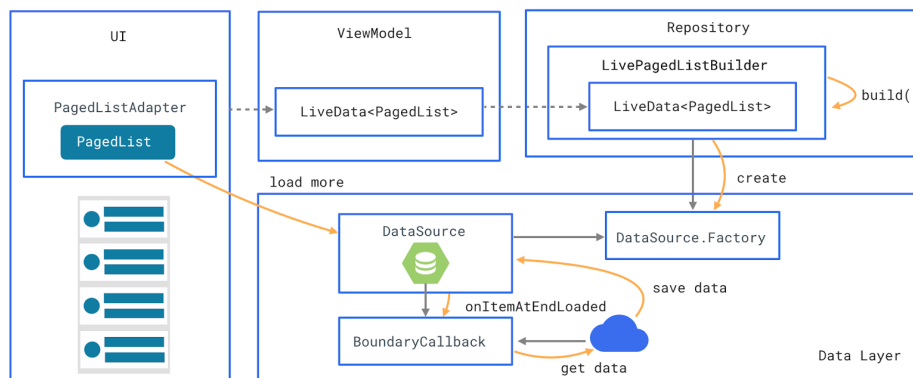 UI
PagedListAdapter
PagedList
ViewModel
LiveData<PagedList>
Repository
LivePagedListBuilder
LiveData<PagedList>
build(
create
load more
DataSource
DataSource.Factory
onItemAtEndLoaded
save data
BoundaryCallback
get data
Data Layer